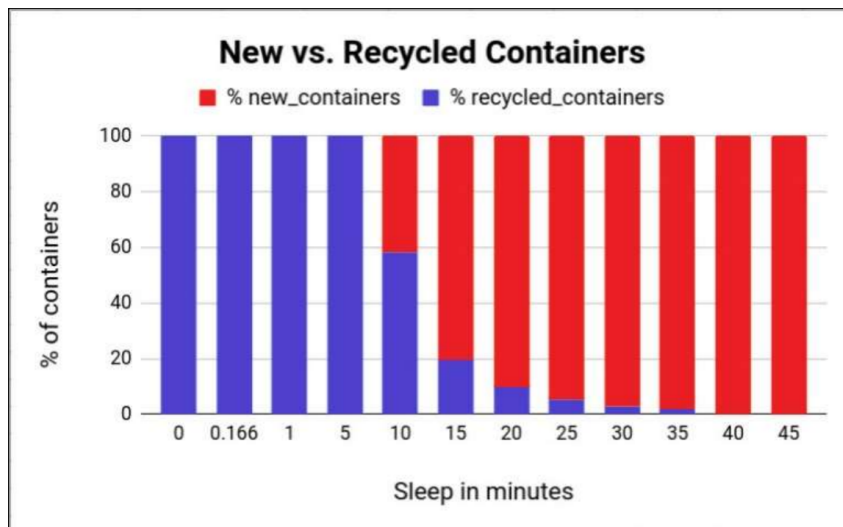 New vs. Recycled Containers
% new_containers % recycled_containers
100
80
60
40
20
0
% of containers
0 0.166 1 5 10 15 20 25 30 35 40 45
Sleep in minutes